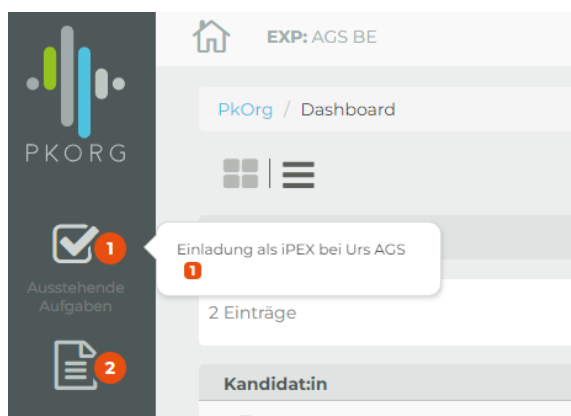 EXP: AGS BE
PkOrg / Dashboard
PKORG
1
Einladung als iPEX bei Urs AGS
1
Ausstehende
Aufgaben
2 Einträge
2
Kandidat:in